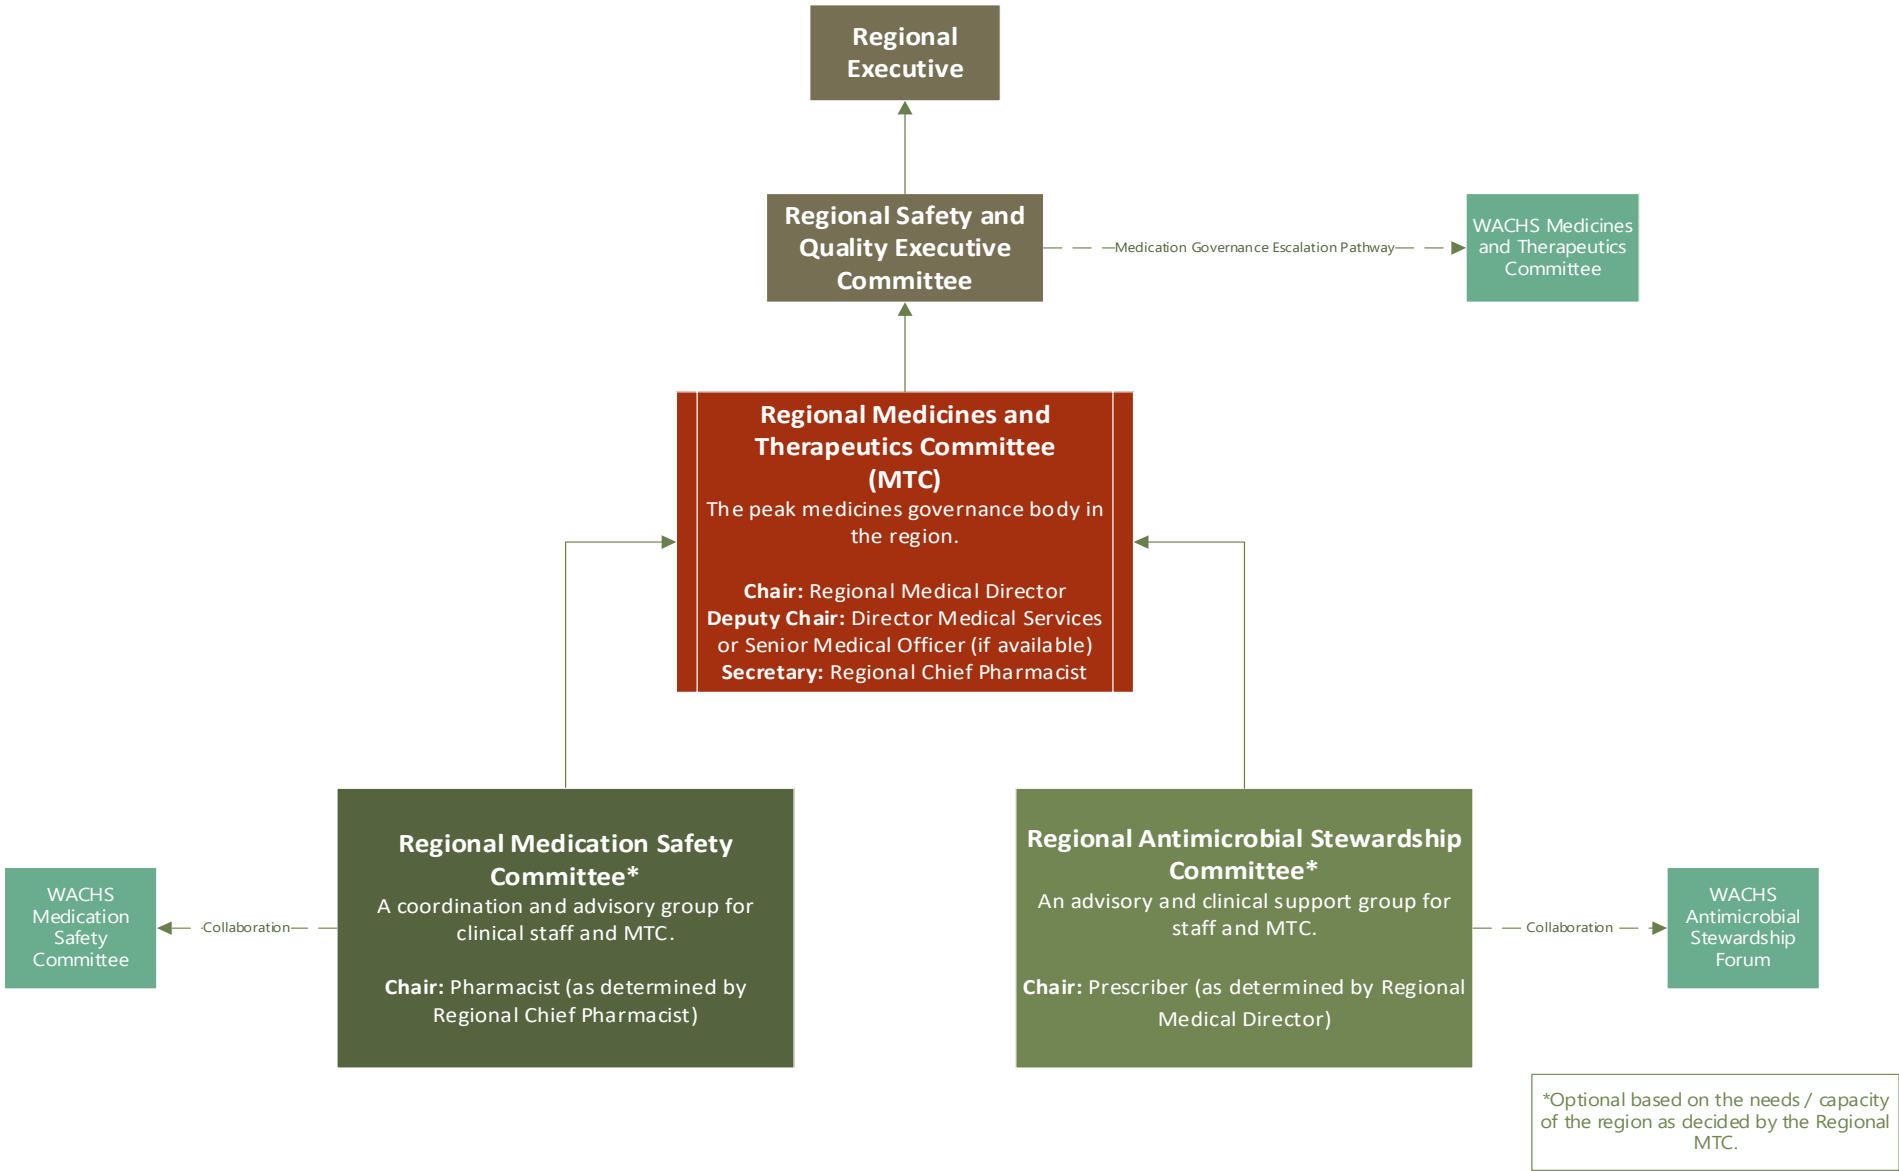 Regional
Executive
Regional Safety and
Quality Executive
Committee
Medication Governance Escalation Pathway
WACHS Medicines
and Therapeutics
Committee
Regional Medicines and
Therapeutics Committee
(MTC)
The peak medicines governance body in
the region.
Chair: Regional Medical Director
Deputy Chair: Director Medical Services
or Senior Medical Officer (if available)
Secretary: Regional Chief Pharmacist
WACHS
Medication
Safety
Committee
Collaboration
Regional Medication Safety
Committee*
A coordination and advisory group for
clinical staff and MTC.
Chair: Pharmacist (as determined by
Regional Chief Pharmacist)
Regional Antimicrobial Stewardship
Committee*
An advisory and clinical support group for
staff and MTC.
Chair: Prescriber (as determined by Regional
Medical Director)
Collaboration
WACHS
Antimicrobial
Stewardship
Forum
*Optional based on the needs / capacity
of the region as decided by the Regional
MTC.